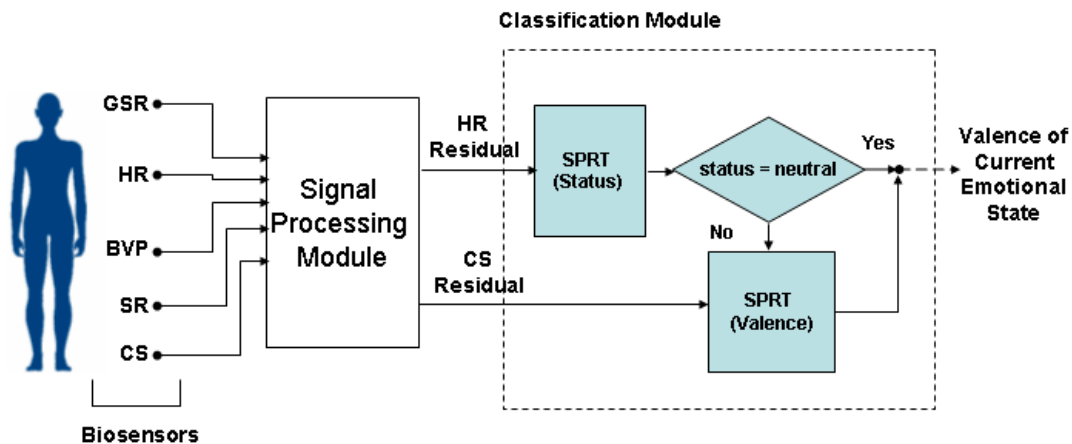 Classification Module
GSR
HR
BVP
SR
CS
Biosensors
Signal
Processing
Module
HR
Residual
CS
Residual
SPRT
(Status)
status = neutral
Yes
No
SPRT
(Valence)
Valence of
Current
Emotional
State